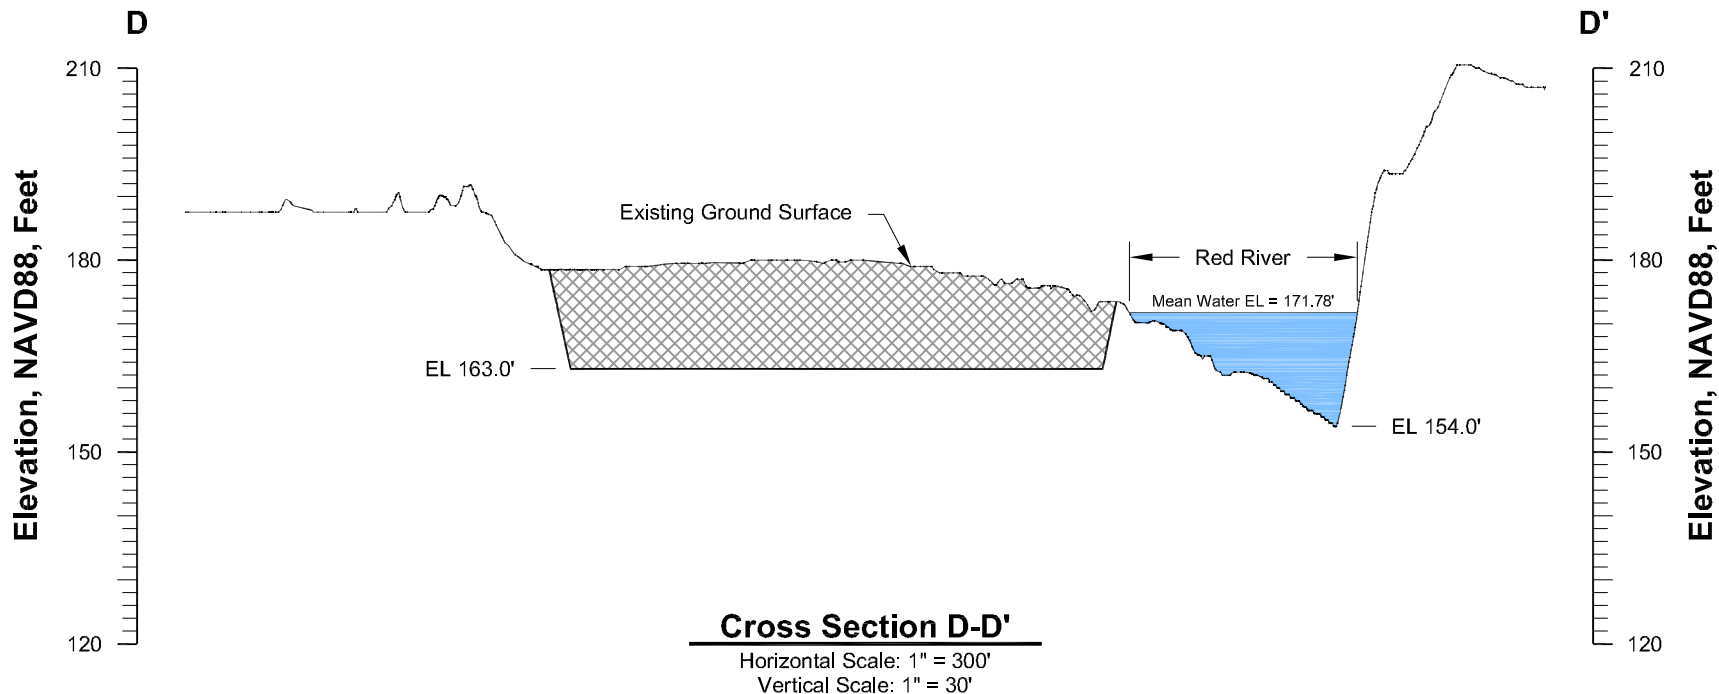 D
D'
210
210
Existing Ground Surface
180
180
Red River
Mean Water EL = 171.78'
EL 163.0'
EL 154.0'
150
150
Elevation, NAVD88, Feet
Elevation, NAVD88, Feet
120
120
Cross Section D-D'
Horizontal Scale: 1" = 300'
Vertical Scale: 1" = 30'